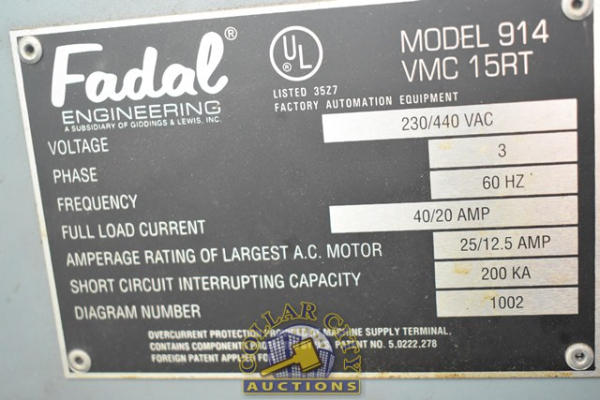 Fadal®
ENGINEERING
A SUBSIDIARY OF GIDDINGS & LEWIS, INC.
UL ®
LISTED 35Z7
FACTORY AUTOMATION EQUIPMENT
MODEL 914
VMC 15RT
VOLTAGE 230/440 VAC
PHASE 3
FREQUENCY 60 HZ
FULL LOAD CURRENT 40/20 AMP
AMPERAGE RATING OF LARGEST A.C. MOTOR 25/12.5 AMP
SHORT CIRCUIT INTERRUPTING CAPACITY 200 KA
DIAGRAM NUMBER 1002
OVERCURRENT PROTECTION MACHINE SUPPLY TERMINAL.
CONTAINS COMPONENT PATENT NO. 5.0222.278
FOREIGN PATENT APPLIED FO
COLLAR CITY
AUCTIONS